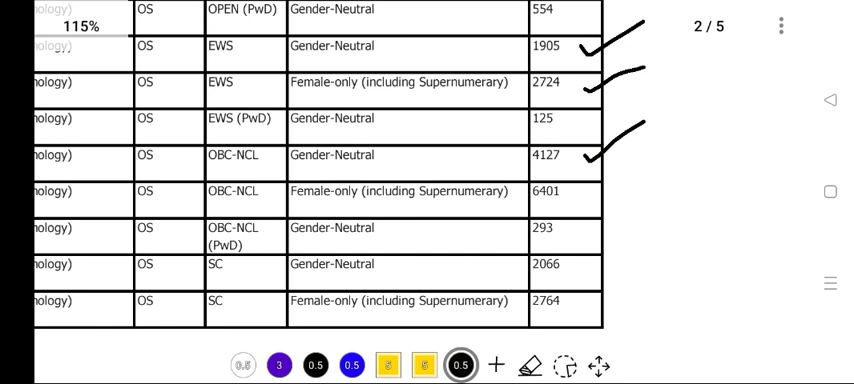 nology) OS OPEN (PwD) Gender-Neutral 554
115% 2 / 5
nology) OS EWS Gender-Neutral 1905
nology) OS EWS Female-only (including Supernumerary) 2724
nology) OS EWS (PwD) Gender-Neutral 125
nology) OS OBC-NCL Gender-Neutral 4127
nology) OS OBC-NCL Female-only (including Supernumerary) 6401
nology) OS OBC-NCL Gender-Neutral 293
(PwD)
nology) OS SC Gender-Neutral 2066
nology) OS SC Female-only (including Supernumerary) 2764
0.5 3 0.5 0.5 5 5 0.5